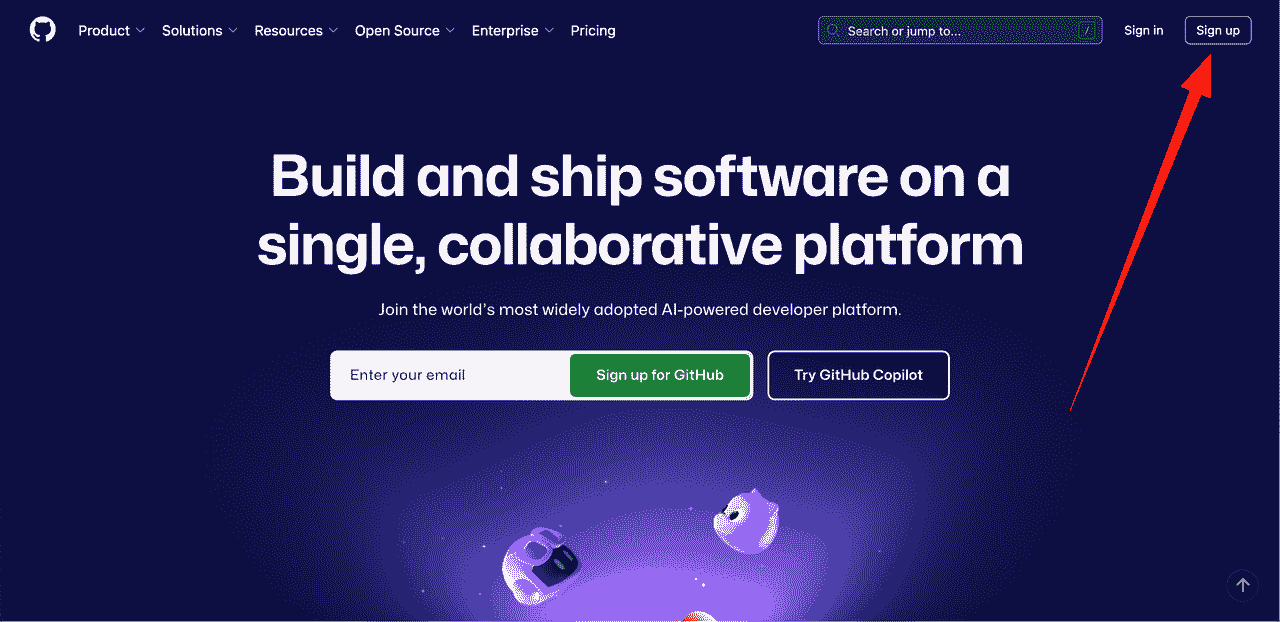 Product Solutions Resources Open Source Enterprise Pricing Search or jump to... / Sign in Sign up
Build and ship software on a
single, collaborative platform
Join the world's most widely adopted AI-powered developer platform.
Enter your email Sign up for GitHub Try GitHub Copilot